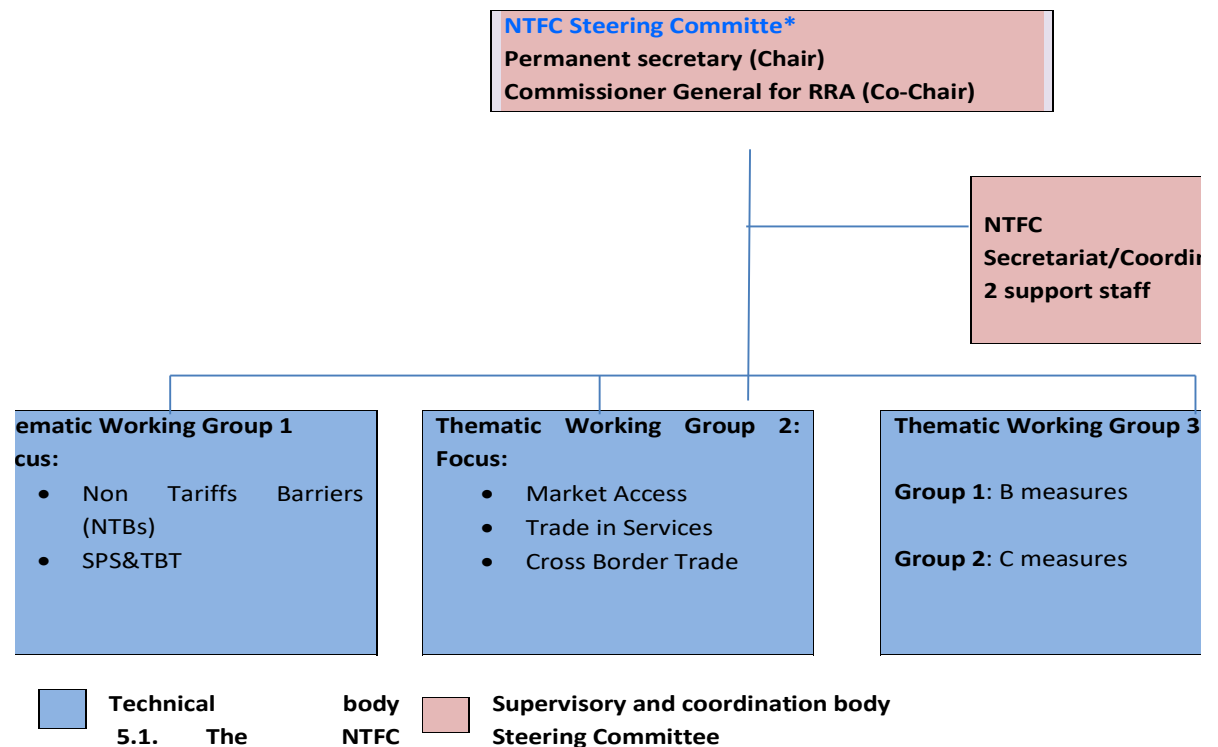 NTFC Steering Committe*
Permanent secretary (Chair)
Commissioner General for RRA (Co-Chair)
NTFC
Secretariat/Coordin
2 support staff
ematic Working Group 1
cus:
• Non Tariffs Barriers
(NTBs)
• SPS&TBT
Thematic Working Group 2:
Focus:
• Market Access
• Trade in Services
• Cross Border Trade
Thematic Working Group 3
Group 1: B measures
Group 2: C measures
Technical body
Supervisory and coordination body
5.1. The NTFC Steering Committee